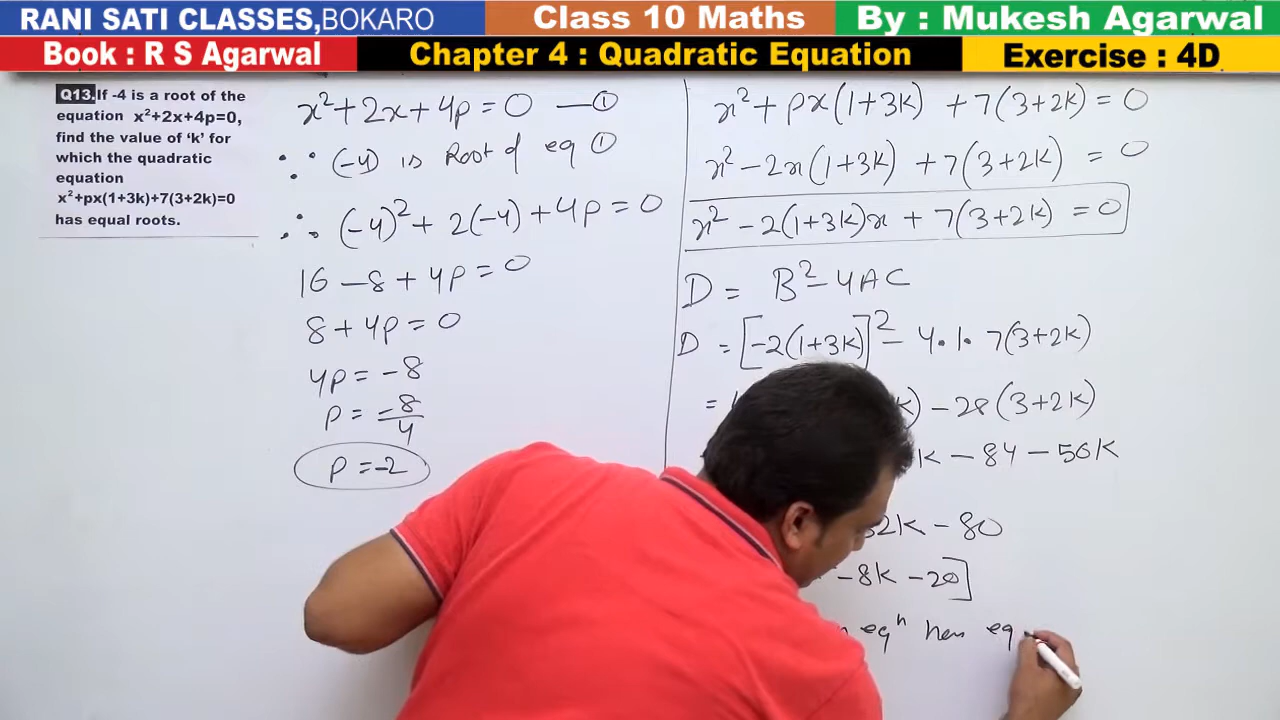 RANI SATI CLASSES,BOKARO
Class 10 Maths
By : Mukesh Agarwal
Book : R S Agarwal
Chapter 4 : Quadratic Equation
Exercise : 4D
Q13.If -4 is a root of the
equation x²+2x+4p=0,
find the value of ‘k’ for
which the quadratic
equation
x²+px(1+3k)+7(3+2k)=0
has equal roots.
x² + 2x + 4p = 0 — ①
∵ (-4) is Root of eq ①
∴ (-4)² + 2(-4) + 4p = 0
16 - 8 + 4p = 0
8 + 4p = 0
4p = -8
p = -8/4
p = -2
x² + px(1+3k) + 7(3+2k) = 0
x² - 2x(1+3k) + 7(3+2k) = 0
x² - 2(1+3k)x + 7(3+2k) = 0
D = B² - 4AC
D = [-2(1+3k)]² - 4·1·7(3+2k)
=
k) - 28(3+2k)
k - 84 - 56k
32k - 80
- 8k - 20]
eqⁿ has eq